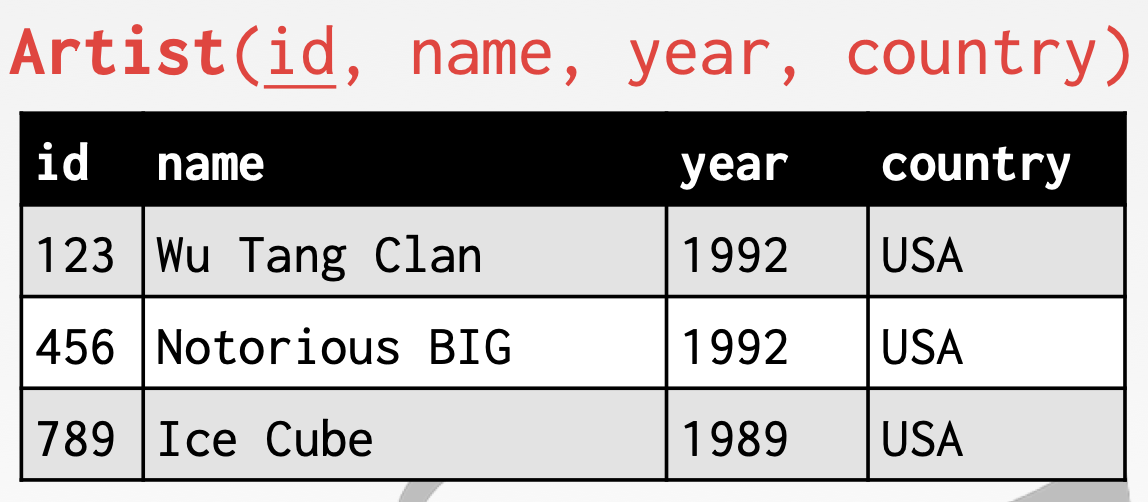 Artist(id, name, year, country)
id name year country
123 Wu Tang Clan 1992 USA
456 Notorious BIG 1992 USA
789 Ice Cube 1989 USA